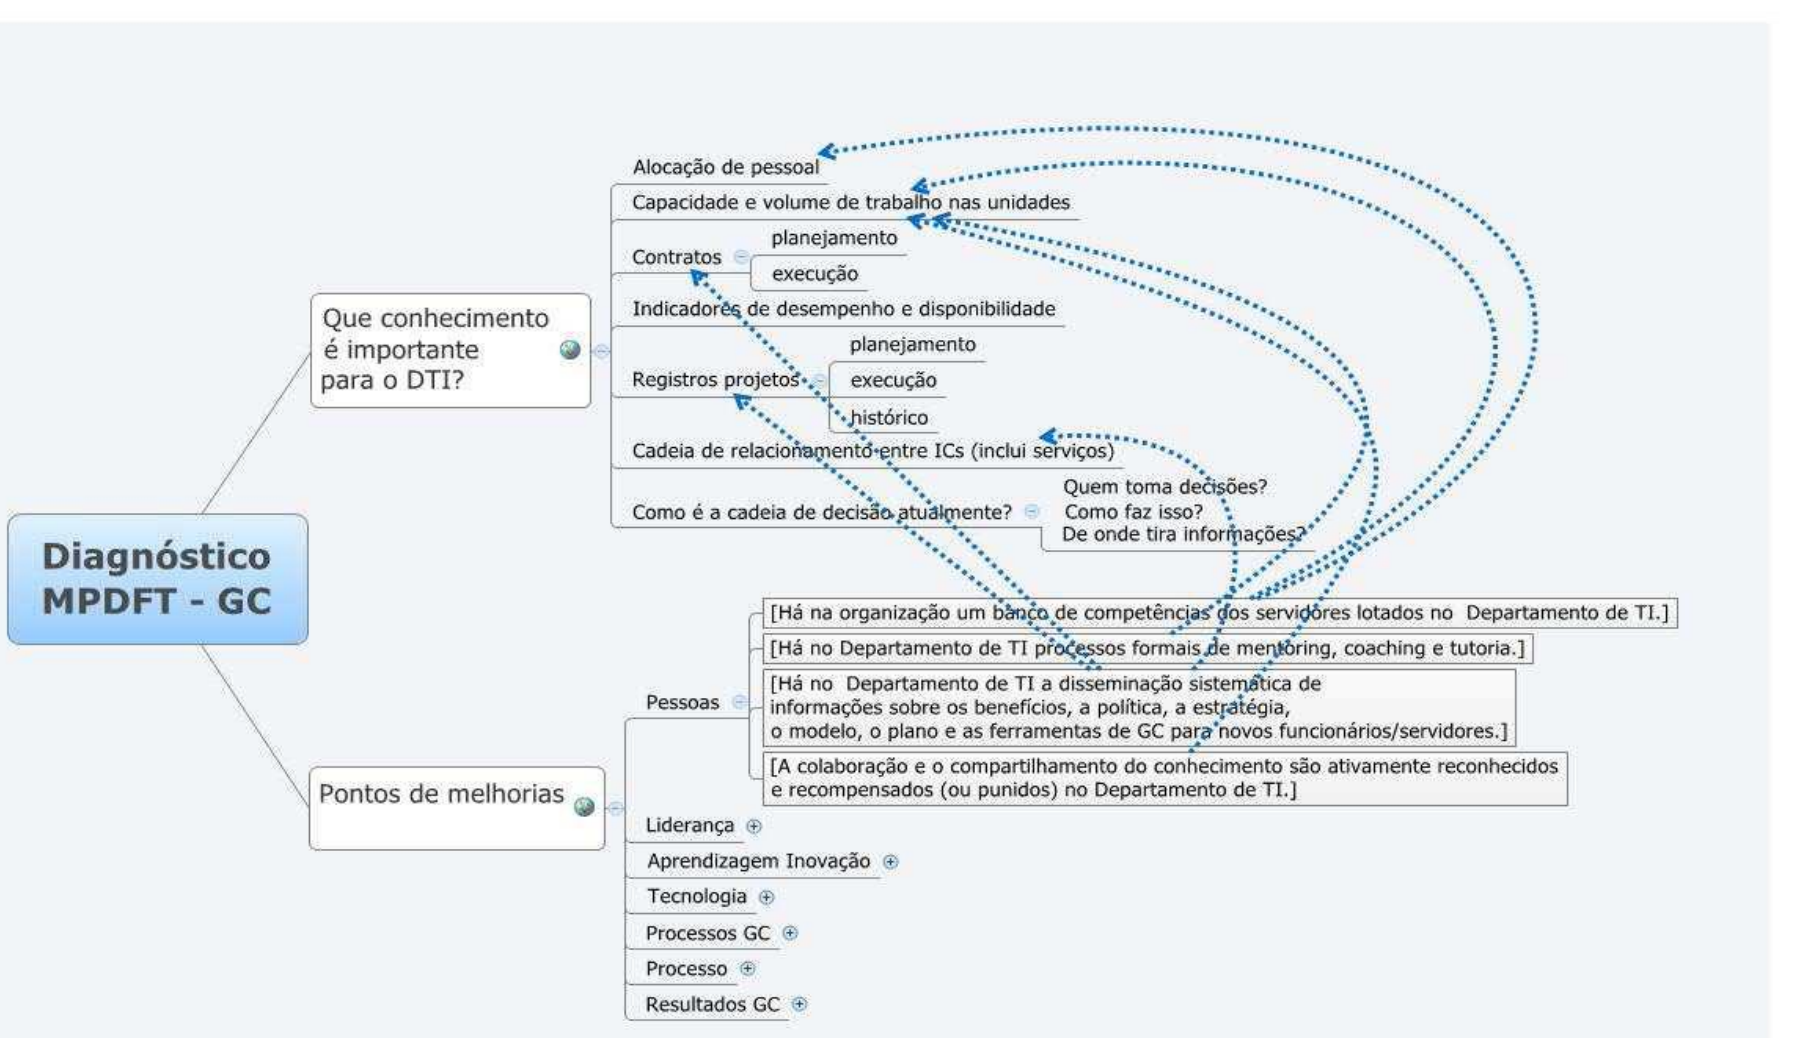 Alocação de pessoal
Capacidade e volume de trabalho nas unidades
planejamento
Contratos
execução
Indicadores de desempenho e disponibilidade
Que conhecimento
é importante
para o DTI?
planejamento
Registros projetos
execução
histórico
Cadeia de relacionamento entre ICs (inclui serviços)
Quem toma decisões?
Como é a cadeia de decisão atualmente?
Como faz isso?
De onde tira informações?
Diagnóstico
MPDFT - GC
[Há na organização um banco de competências dos servidores lotados no Departamento de TI.]
[Há no Departamento de TI processos formais de mentoring, coaching e tutoria.]
Pessoas
[Há no Departamento de TI a disseminação sistemática de
informações sobre os benefícios, a política, a estratégia,
o modelo, o plano e as ferramentas de GC para novos funcionários/servidores.]
[A colaboração e o compartilhamento do conhecimento são ativamente reconhecidos
e recompensados (ou punidos) no Departamento de TI.]
Pontos de melhorias
Liderança
Aprendizagem Inovação
Tecnologia
Processos GC
Processo
Resultados GC